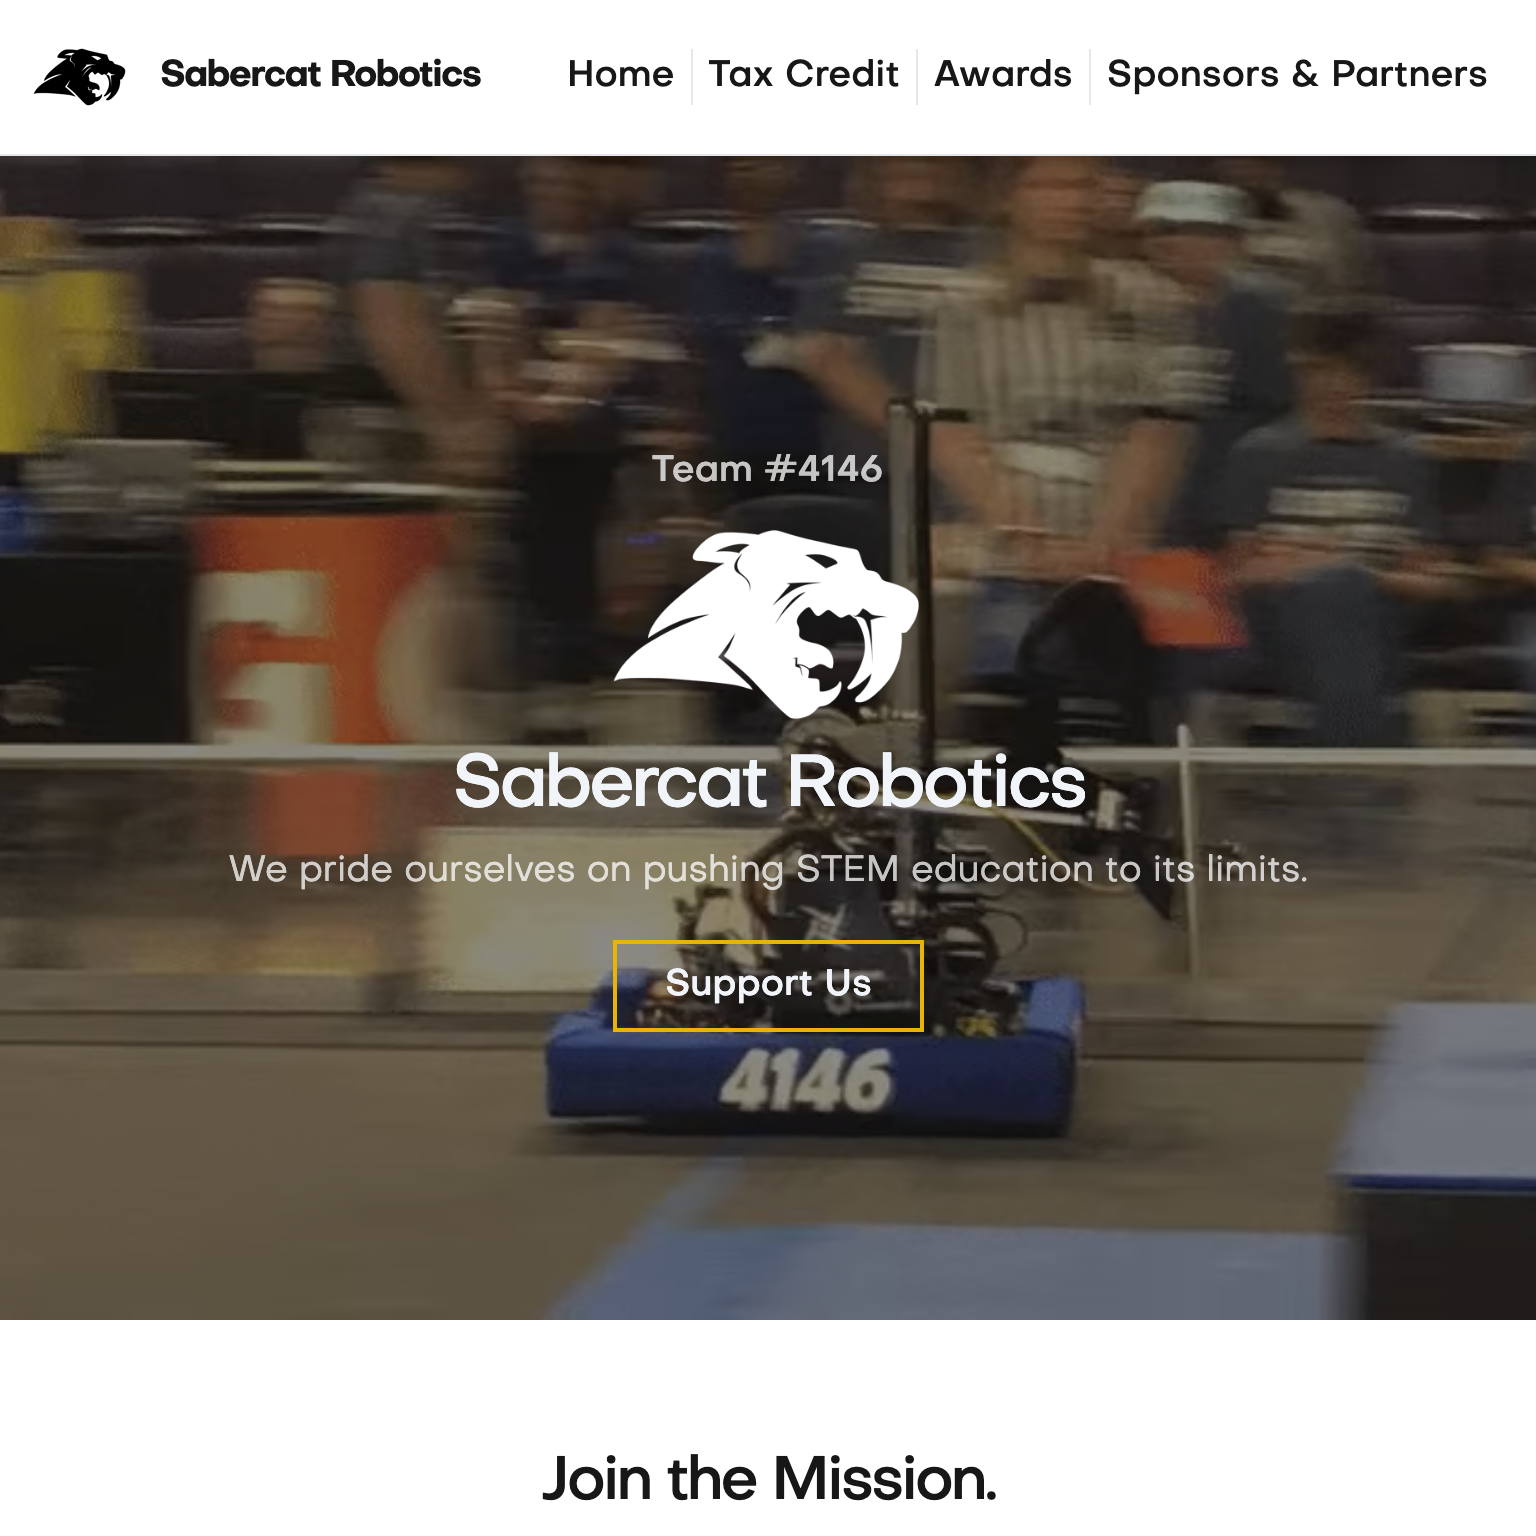 Sabercat Robotics
Home
Tax Credit
Awards
Sponsors & Partners
Team #4146
Sabercat Robotics
We pride ourselves on pushing STEM education to its limits.
Support Us
4146
Join the Mission.